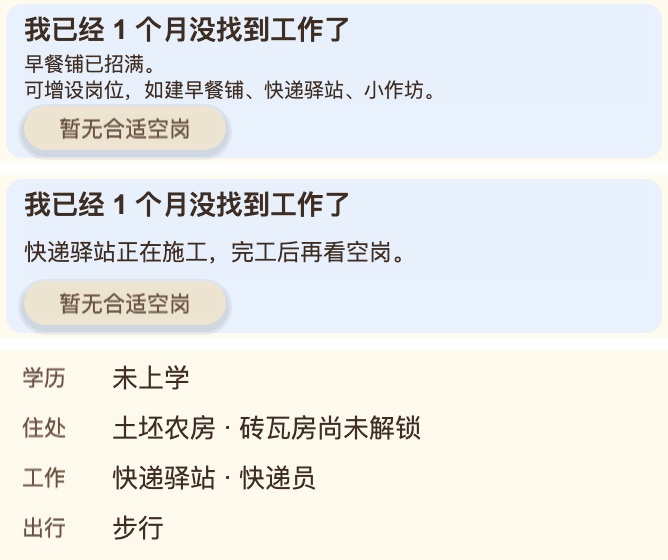 我已经 1 个月没找到工作了
早餐铺已招满。
可增设岗位，如建早餐铺、快递驿站、小作坊。
暂无合适空岗
我已经 1 个月没找到工作了
快递驿站正在施工，完工后再看空岗。
暂无合适空岗
学历 未上学
住处 土坯农房 · 砖瓦房尚未解锁
工作 快递驿站 · 快递员
出行 步行